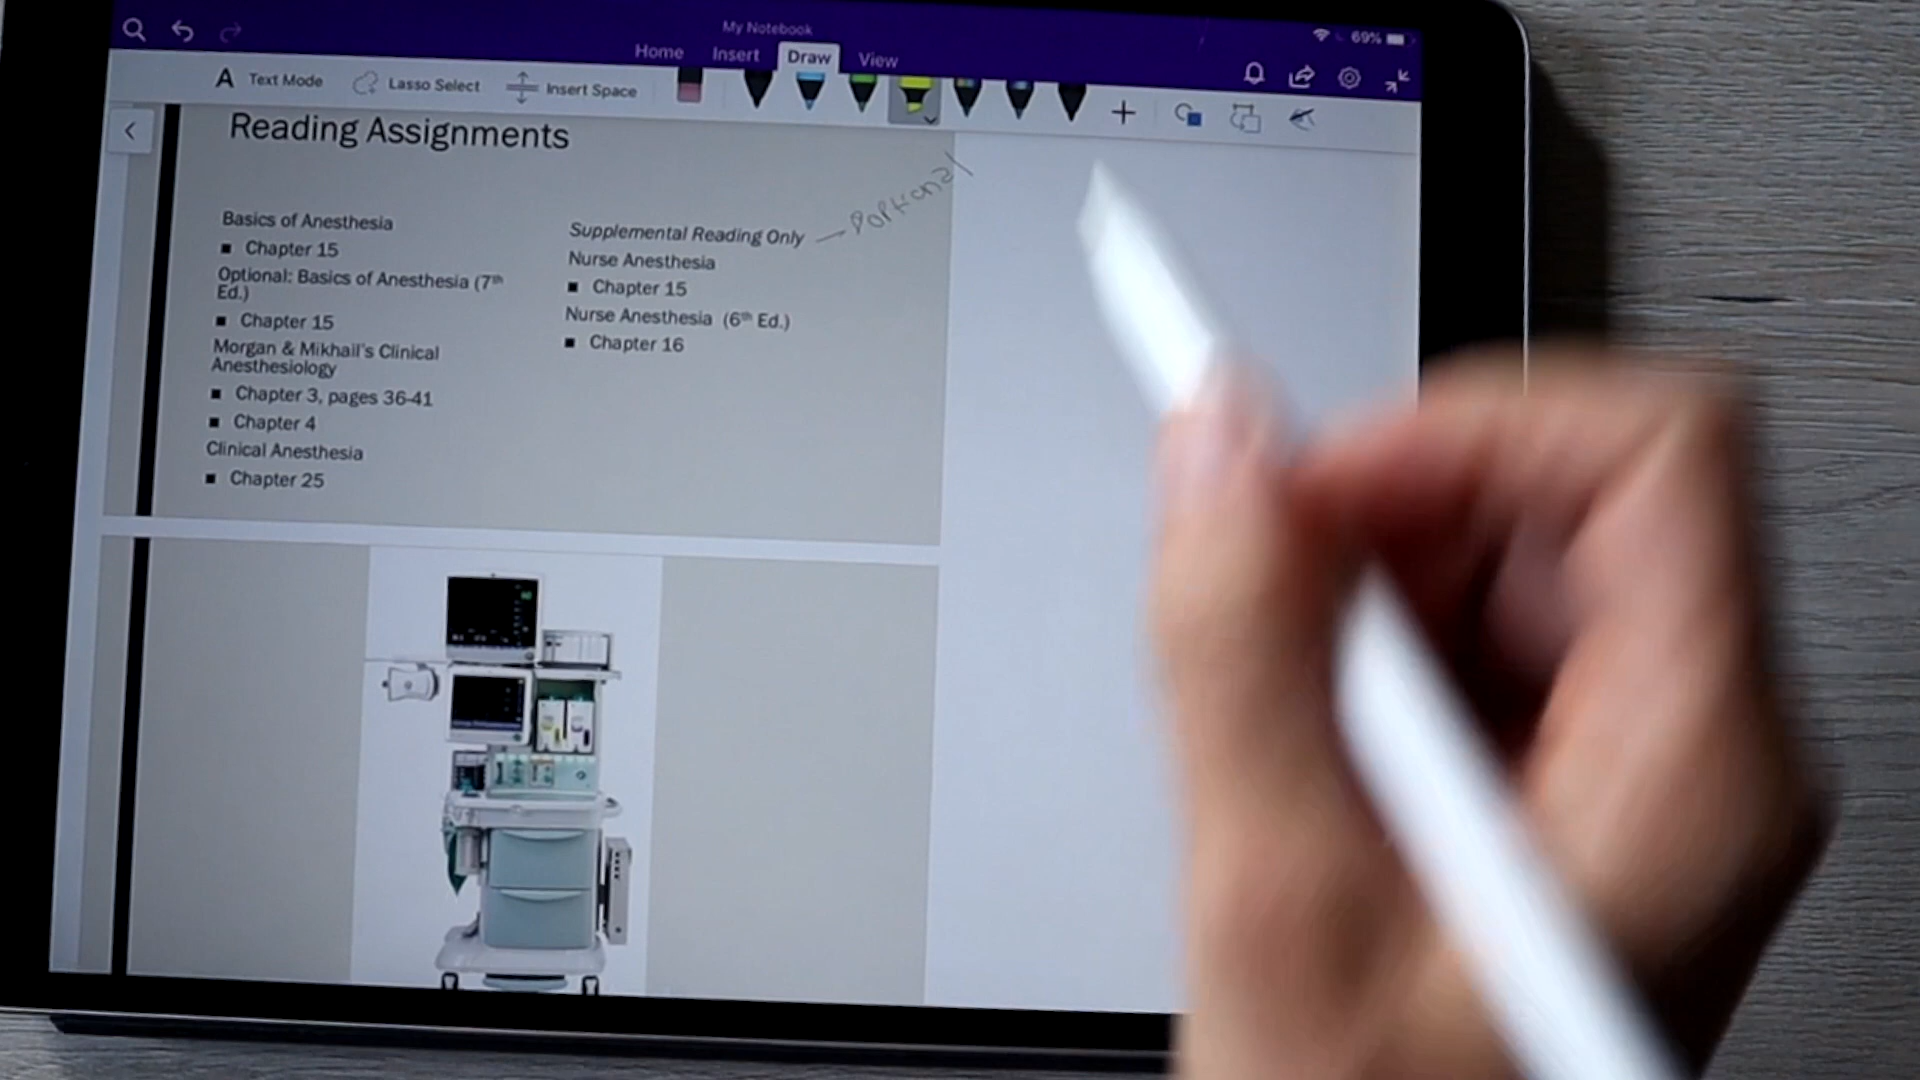 My Notebook
69%
Home Insert Draw View
A Text Mode Lasso Select Insert Space
Reading Assignments
Basics of Anesthesia
■ Chapter 15
Optional: Basics of Anesthesia (7th
Ed.)
■ Chapter 15
Morgan & Mikhail's Clinical
Anesthesiology
■ Chapter 3, pages 36-41
■ Chapter 4
Clinical Anesthesia
■ Chapter 25
Supplemental Reading Only — optional
Nurse Anesthesia
■ Chapter 15
Nurse Anesthesia (6th Ed.)
■ Chapter 16